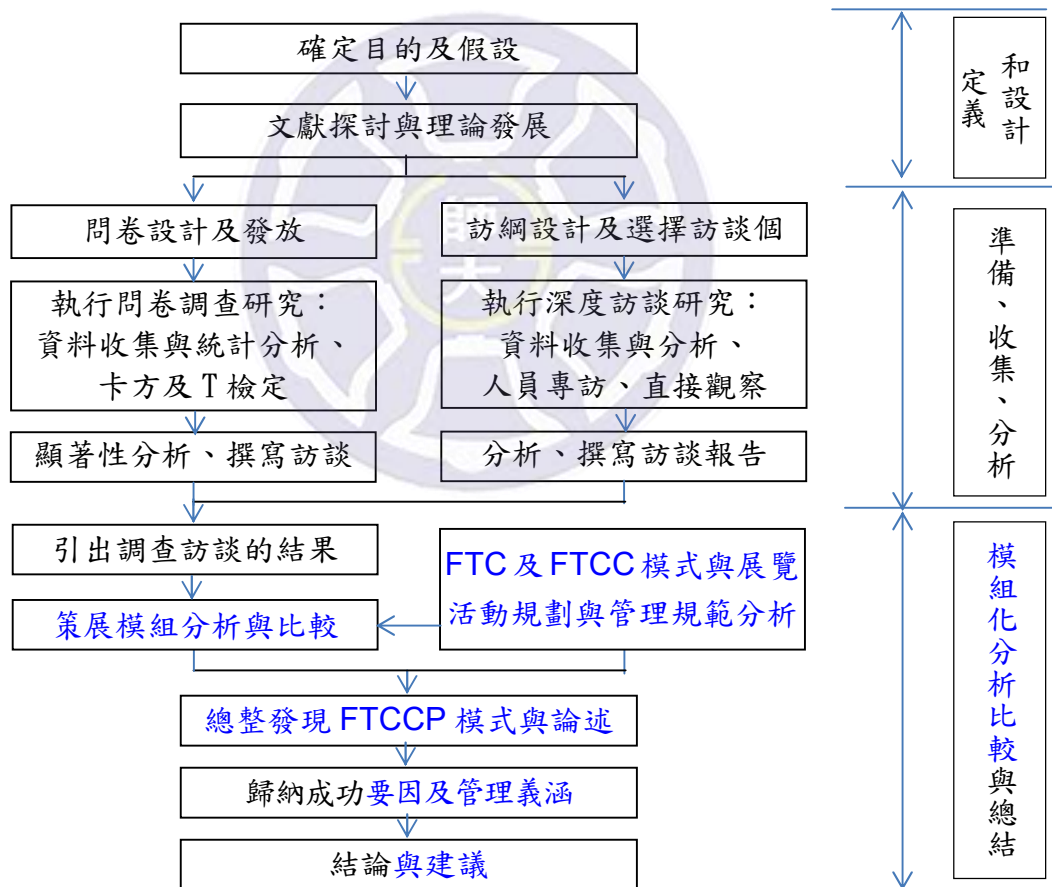 確定目的及假設
文獻探討與理論發展
問卷設計及發放
訪綱設計及選擇訪談個
執行問卷調查研究：
資料收集與統計分析、
卡方及T檢定
執行深度訪談研究：
資料收集與分析、
人員專訪、直接觀察
顯著性分析、撰寫訪談
分析、撰寫訪談報告
引出調查訪談的結果
策展模組分析與比較
FTC及FTCC模式與展覽
活動規劃與管理規範分析
總整發現FTCCP模式與論述
歸納成功要因及管理義涵
結論與建議
和設計
定義
準備、收集、分析
模組化分析比較與總結
師大